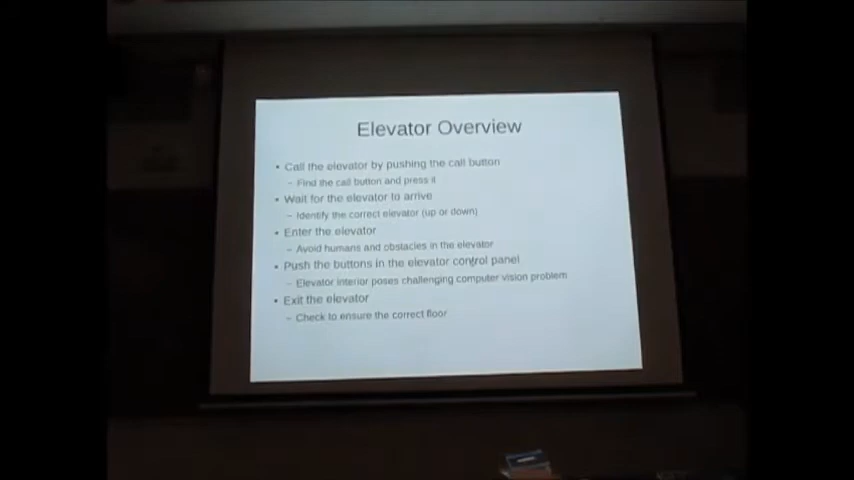 Elevator Overview
• Call the elevator by pushing the call button
– Find the call button and press it
• Wait for the elevator to arrive
– Identify the correct elevator (up or down)
• Enter the elevator
– Avoid humans and obstacles in the elevator
• Push the buttons in the elevator control panel
– Elevator interior poses challenging computer vision problem
• Exit the elevator
– Check to ensure the correct floor